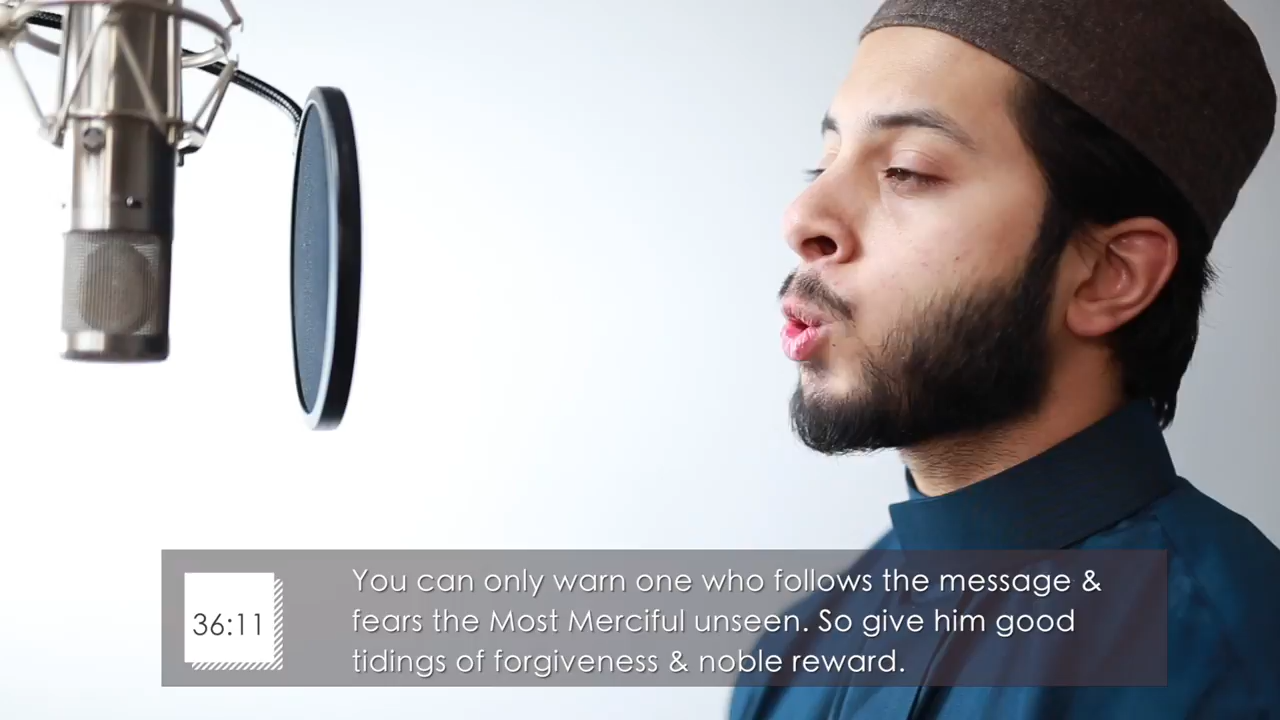 36:11
You can only warn one who follows the message &
fears the Most Merciful unseen. So give him good
tidings of forgiveness & noble reward.